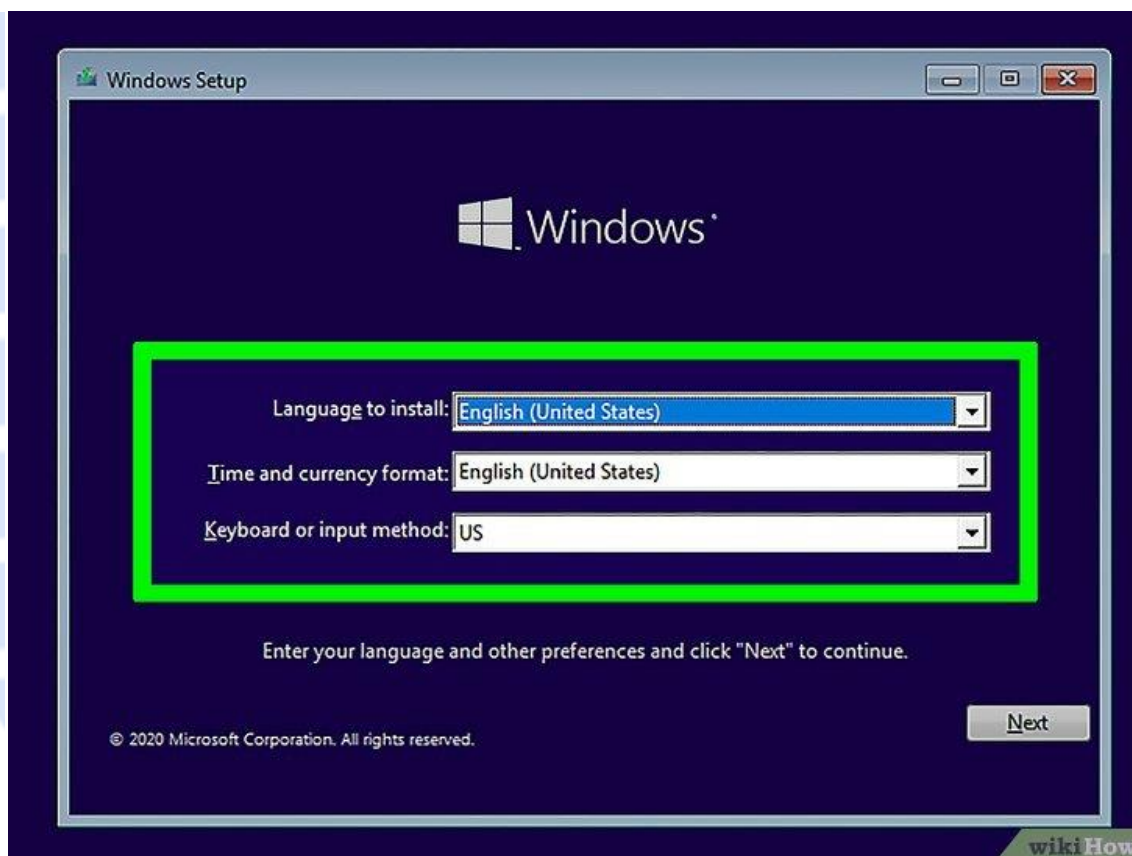 Windows Setup
Windows
Language to install: English (United States)
Time and currency format: English (United States)
Keyboard or input method: US
Enter your language and other preferences and click "Next" to continue.
Next
© 2020 Microsoft Corporation. All rights reserved.
wikiHow